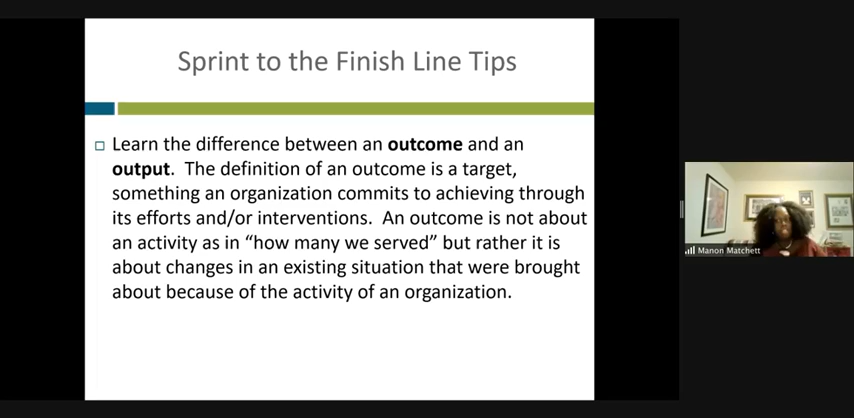 Sprint to the Finish Line Tips
Learn the difference between an outcome and an
output. The definition of an outcome is a target,
something an organization commits to achieving through
its efforts and/or interventions. An outcome is not about
an activity as in “how many we served” but rather it is
about changes in an existing situation that were brought
about because of the activity of an organization.
Manon Matchett